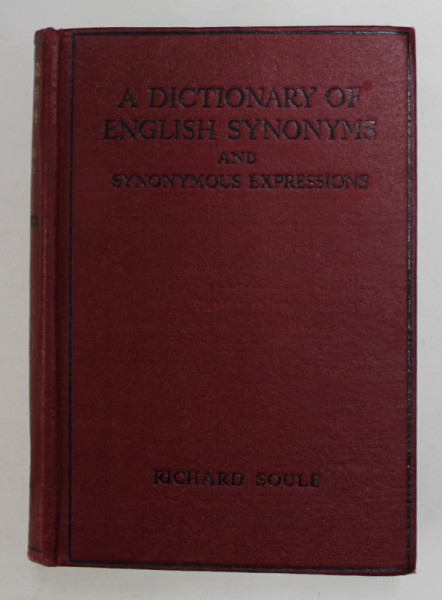 A DICTIONARY OF
ENGLISH SYNONYMS
AND
SYNONYMOUS EXPRESSIONS
RICHARD SOULE